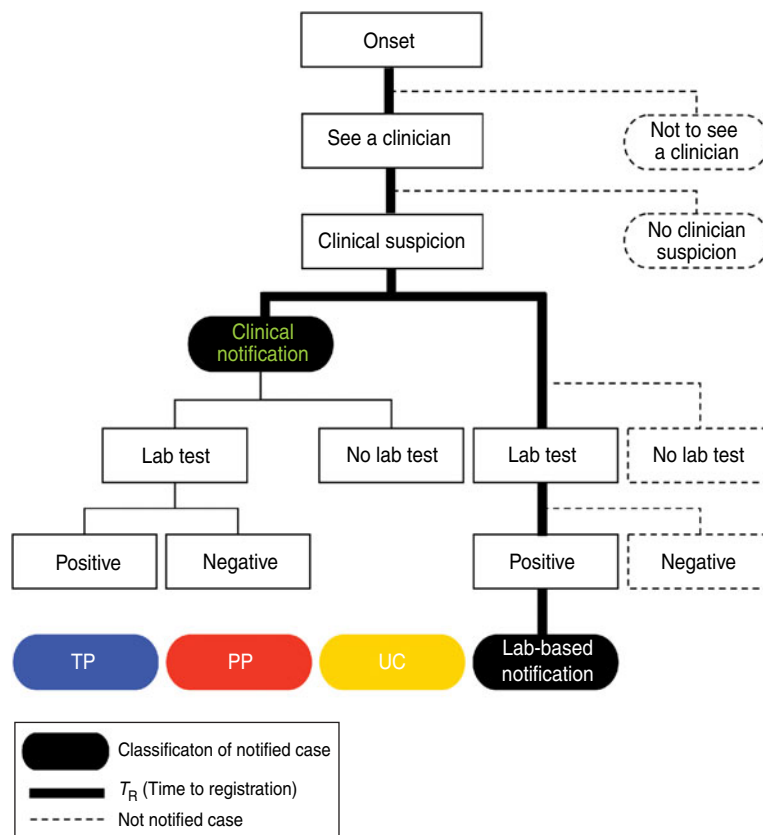 Onset
See a clinician
Not to see
a clinician
Clinical suspicion
No clinician
suspicion
Clinical
notification
Lab test
No lab test
Lab test
No lab test
Positive
Negative
Positive
Negative
TP
PP
UC
Lab-based
notification
Classificaton of notified case
TR (Time to registration)
Not notified case